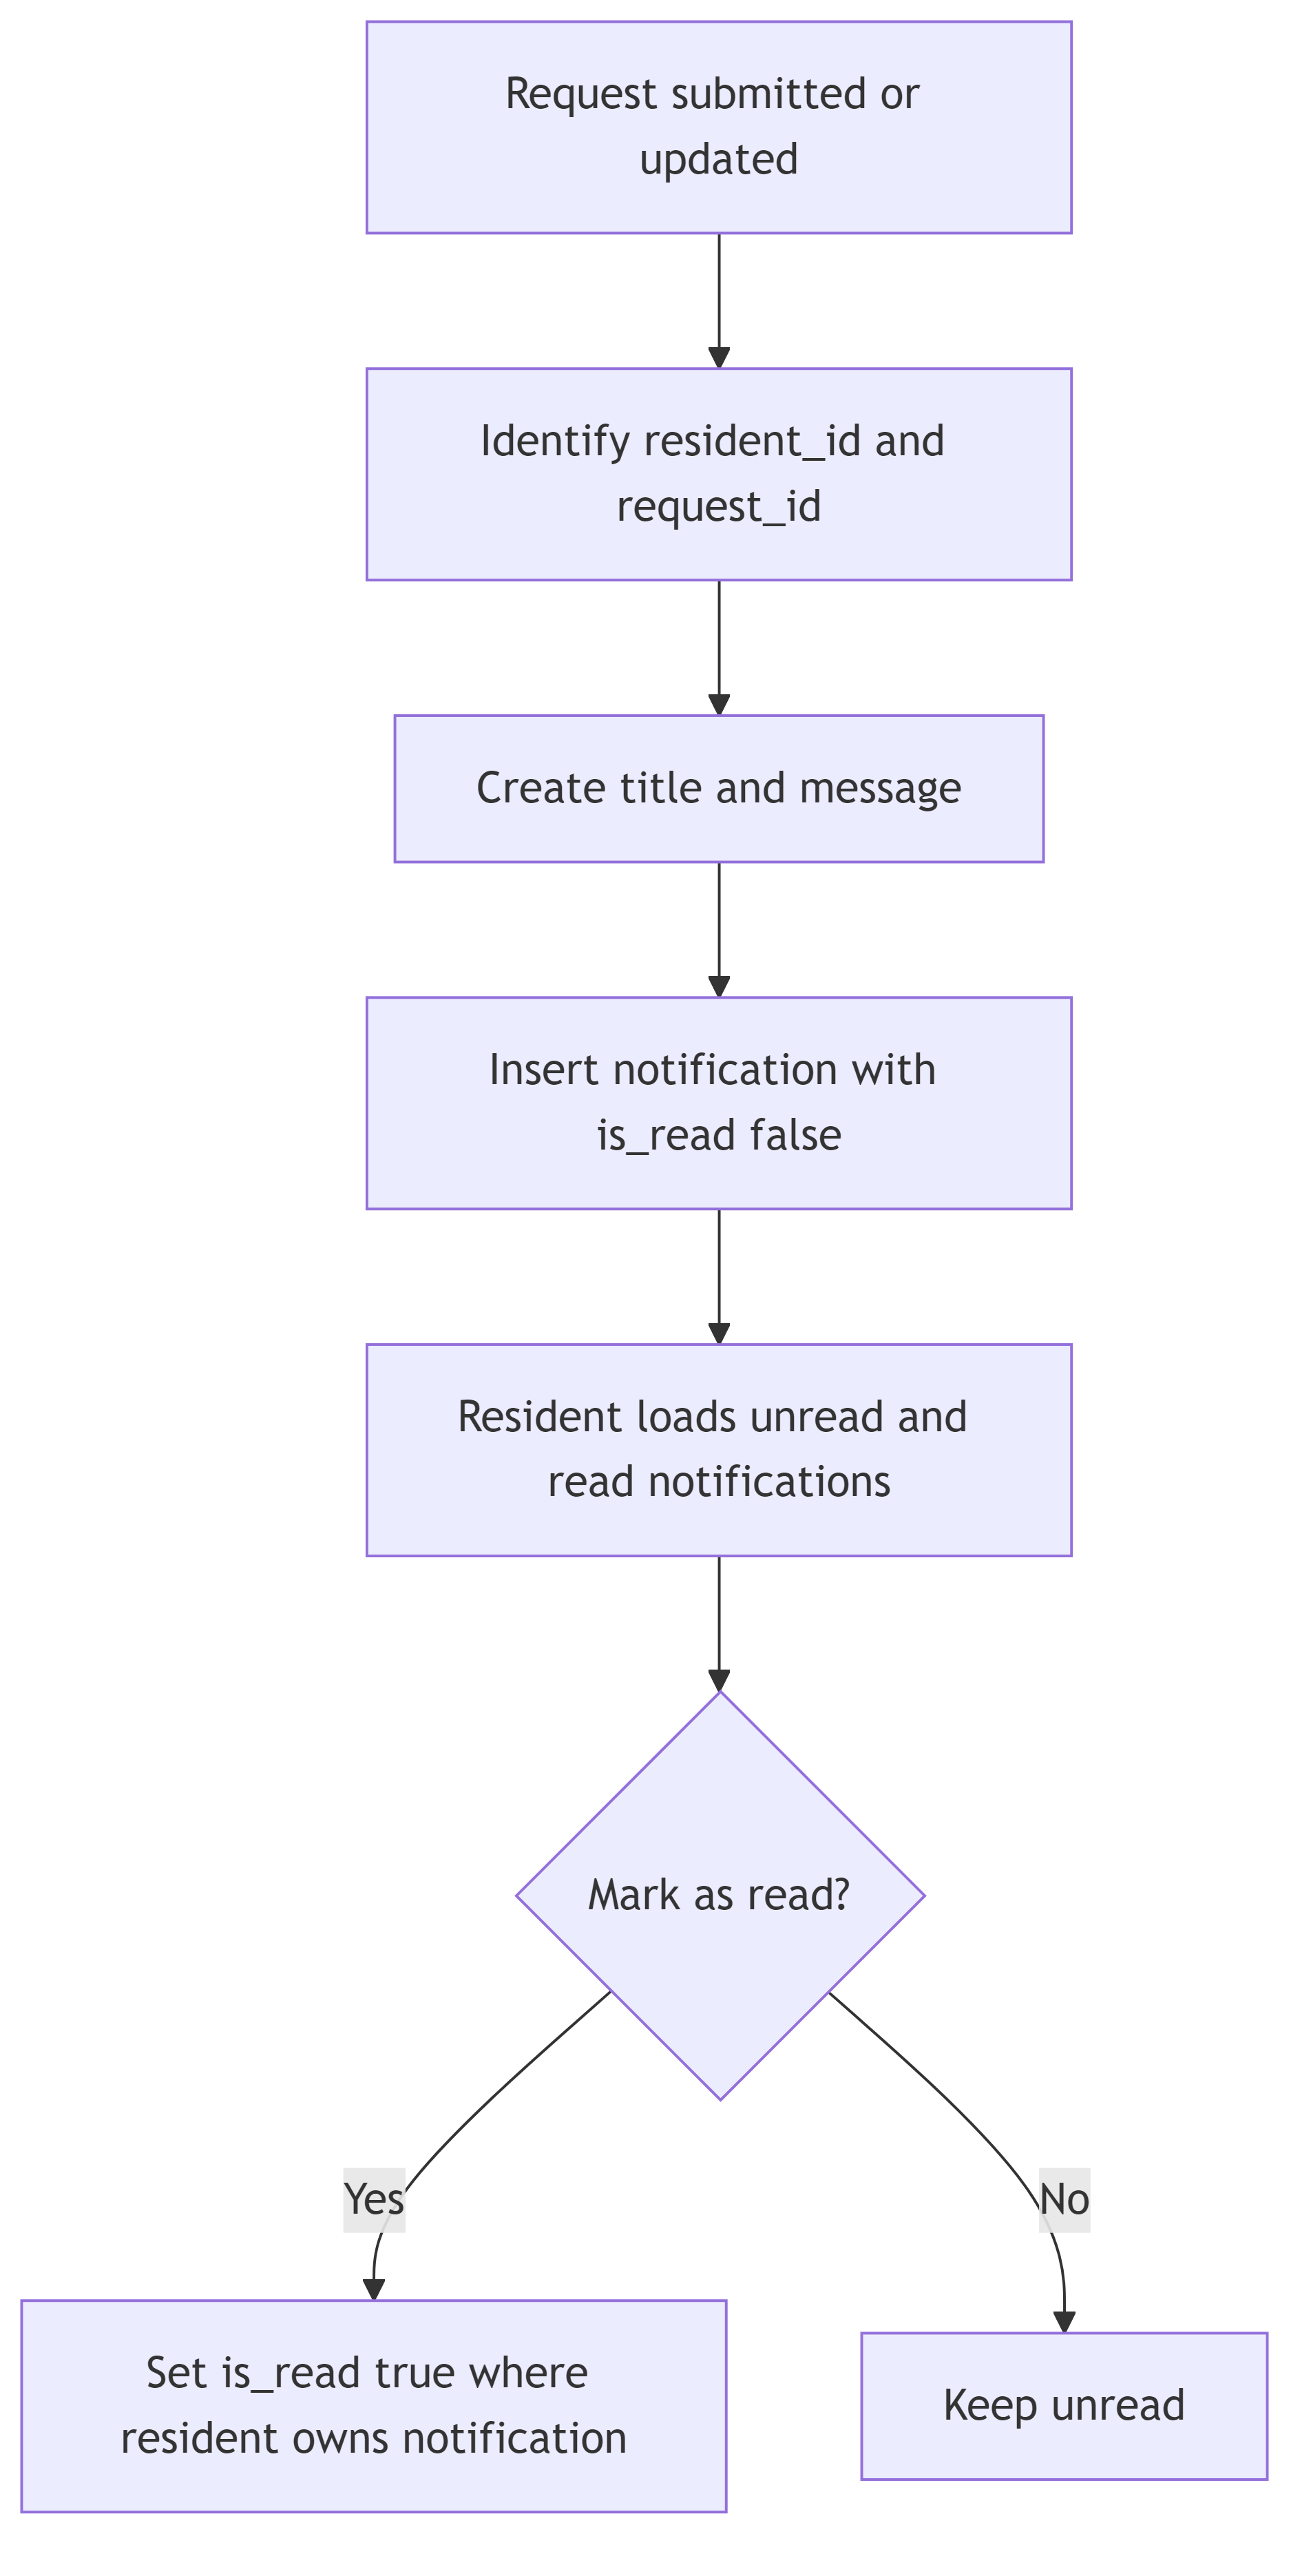 Request submitted or
updated
Identify resident_id and
request_id
Create title and message
Insert notification with
is_read false
Resident loads unread and
read notifications
Mark as read?
Yes
No
Set is_read true where
resident owns notification
Keep unread